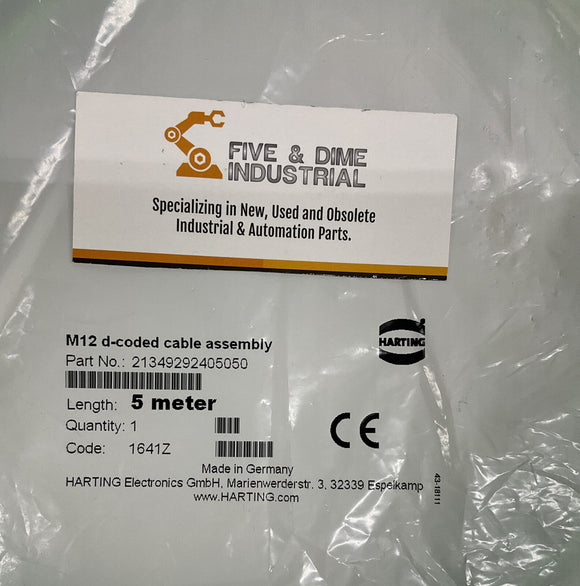 FIVE & DIME
INDUSTRIAL
Specializing in New, Used and Obsolete
Industrial & Automation Parts.
M12 d-coded cable assembly
HARTING
Part No.: 21349292405050
Length: 5 meter
Quantity: 1
CE
Code: 1641Z
Made in Germany
HARTING Electronics GmbH, Marienwerderstr. 3, 32339 Espelkamp
www.HARTING.com
43-18111